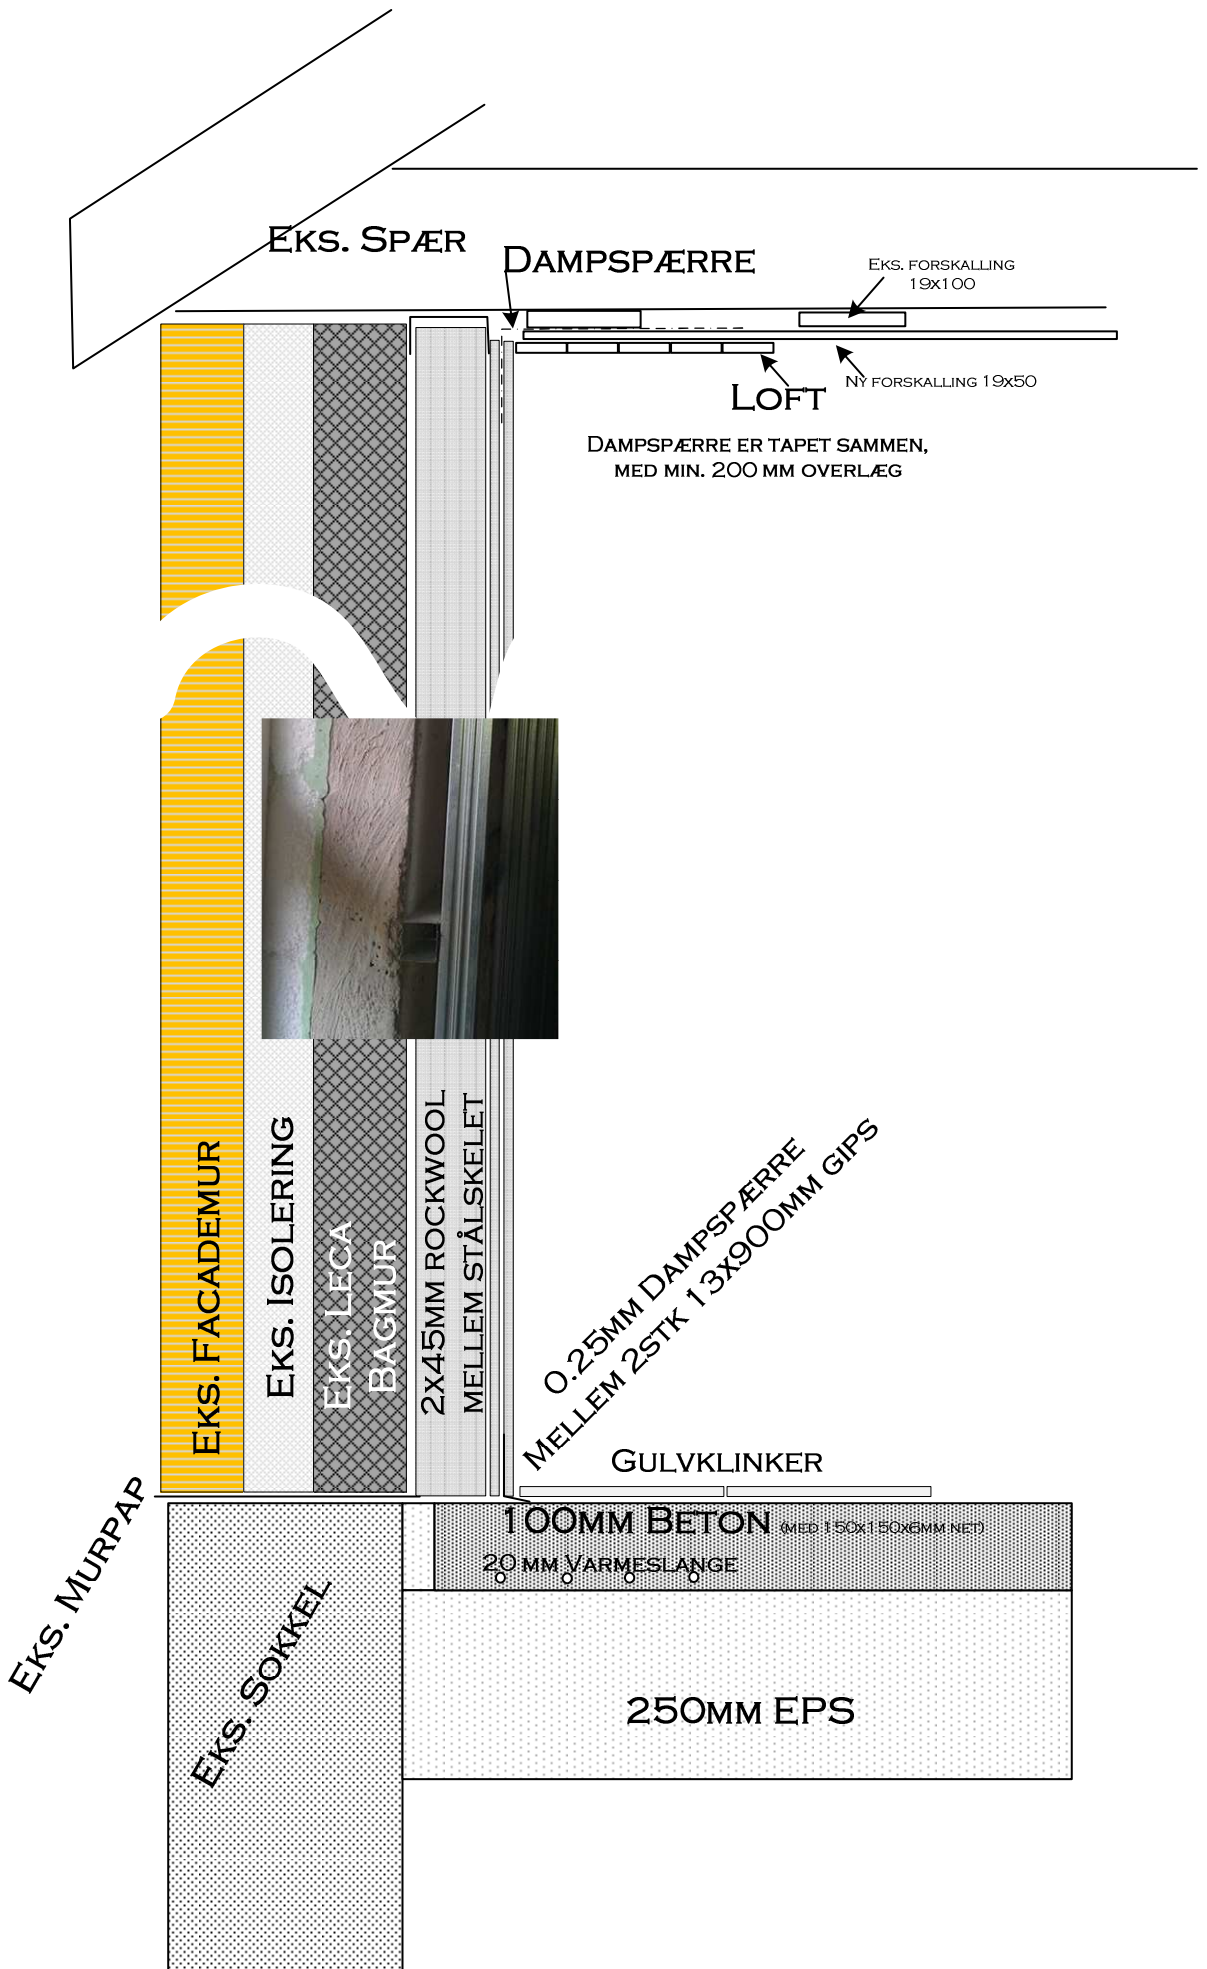 Eks. Spær
Dampspærre
Eks. forskalling
19x100
Loft
Ny forskalling 19x50
Dampspærre er tapet sammen,
med min. 200 mm overlæg
Eks. Facademur
Eks. Isolering
Eks. Leca
Bagmur
2x45mm rockwool
mellem stålskelet
0.25mm Dampspærre
Mellem 2stk 13x900mm gips
Gulvklinker
Eks. Murpap
100mm Beton (med 150x150x6mm net)
20 mm Varmeslange
Eks. Sokkel
250mm EPS